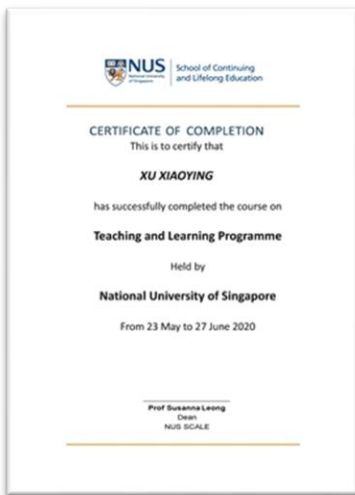 NUS
National University
of Singapore
School of Continuing
and Lifelong Education
CERTIFICATE OF COMPLETION
This is to certify that
XU XIAOYING
has successfully completed the course on
Teaching and Learning Programme
Held by
National University of Singapore
From 23 May to 27 June 2020
Prof Susanna Leong
Dean
NUS SCALE